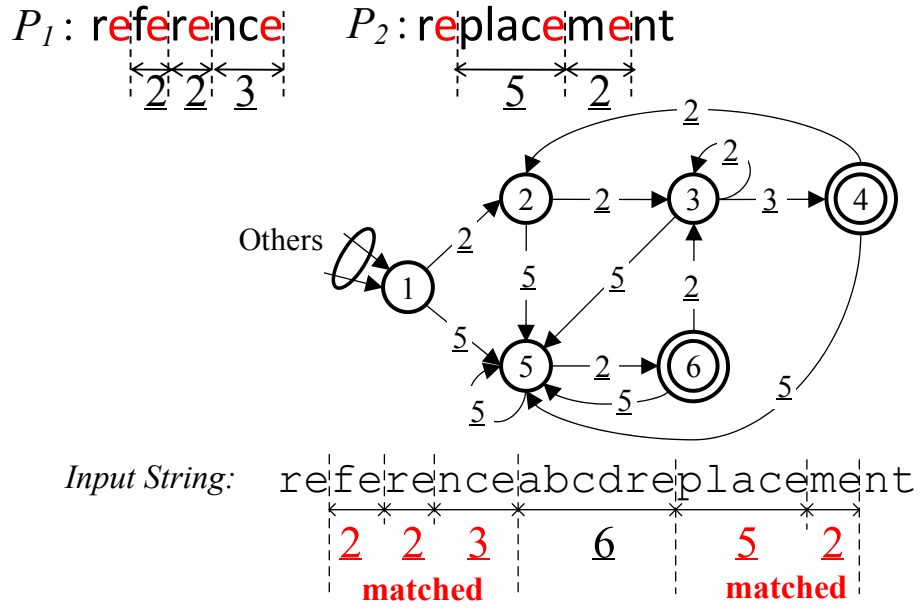 P1: reference P2: replacement
2 2 3 5 2
2
2 2 2 3 4
2 3
Others
2 5 5 2
1
5
5 2 6
5 5 5
Input String: referenceabcdreplacement
2 2 3 6 5 2
matched matched